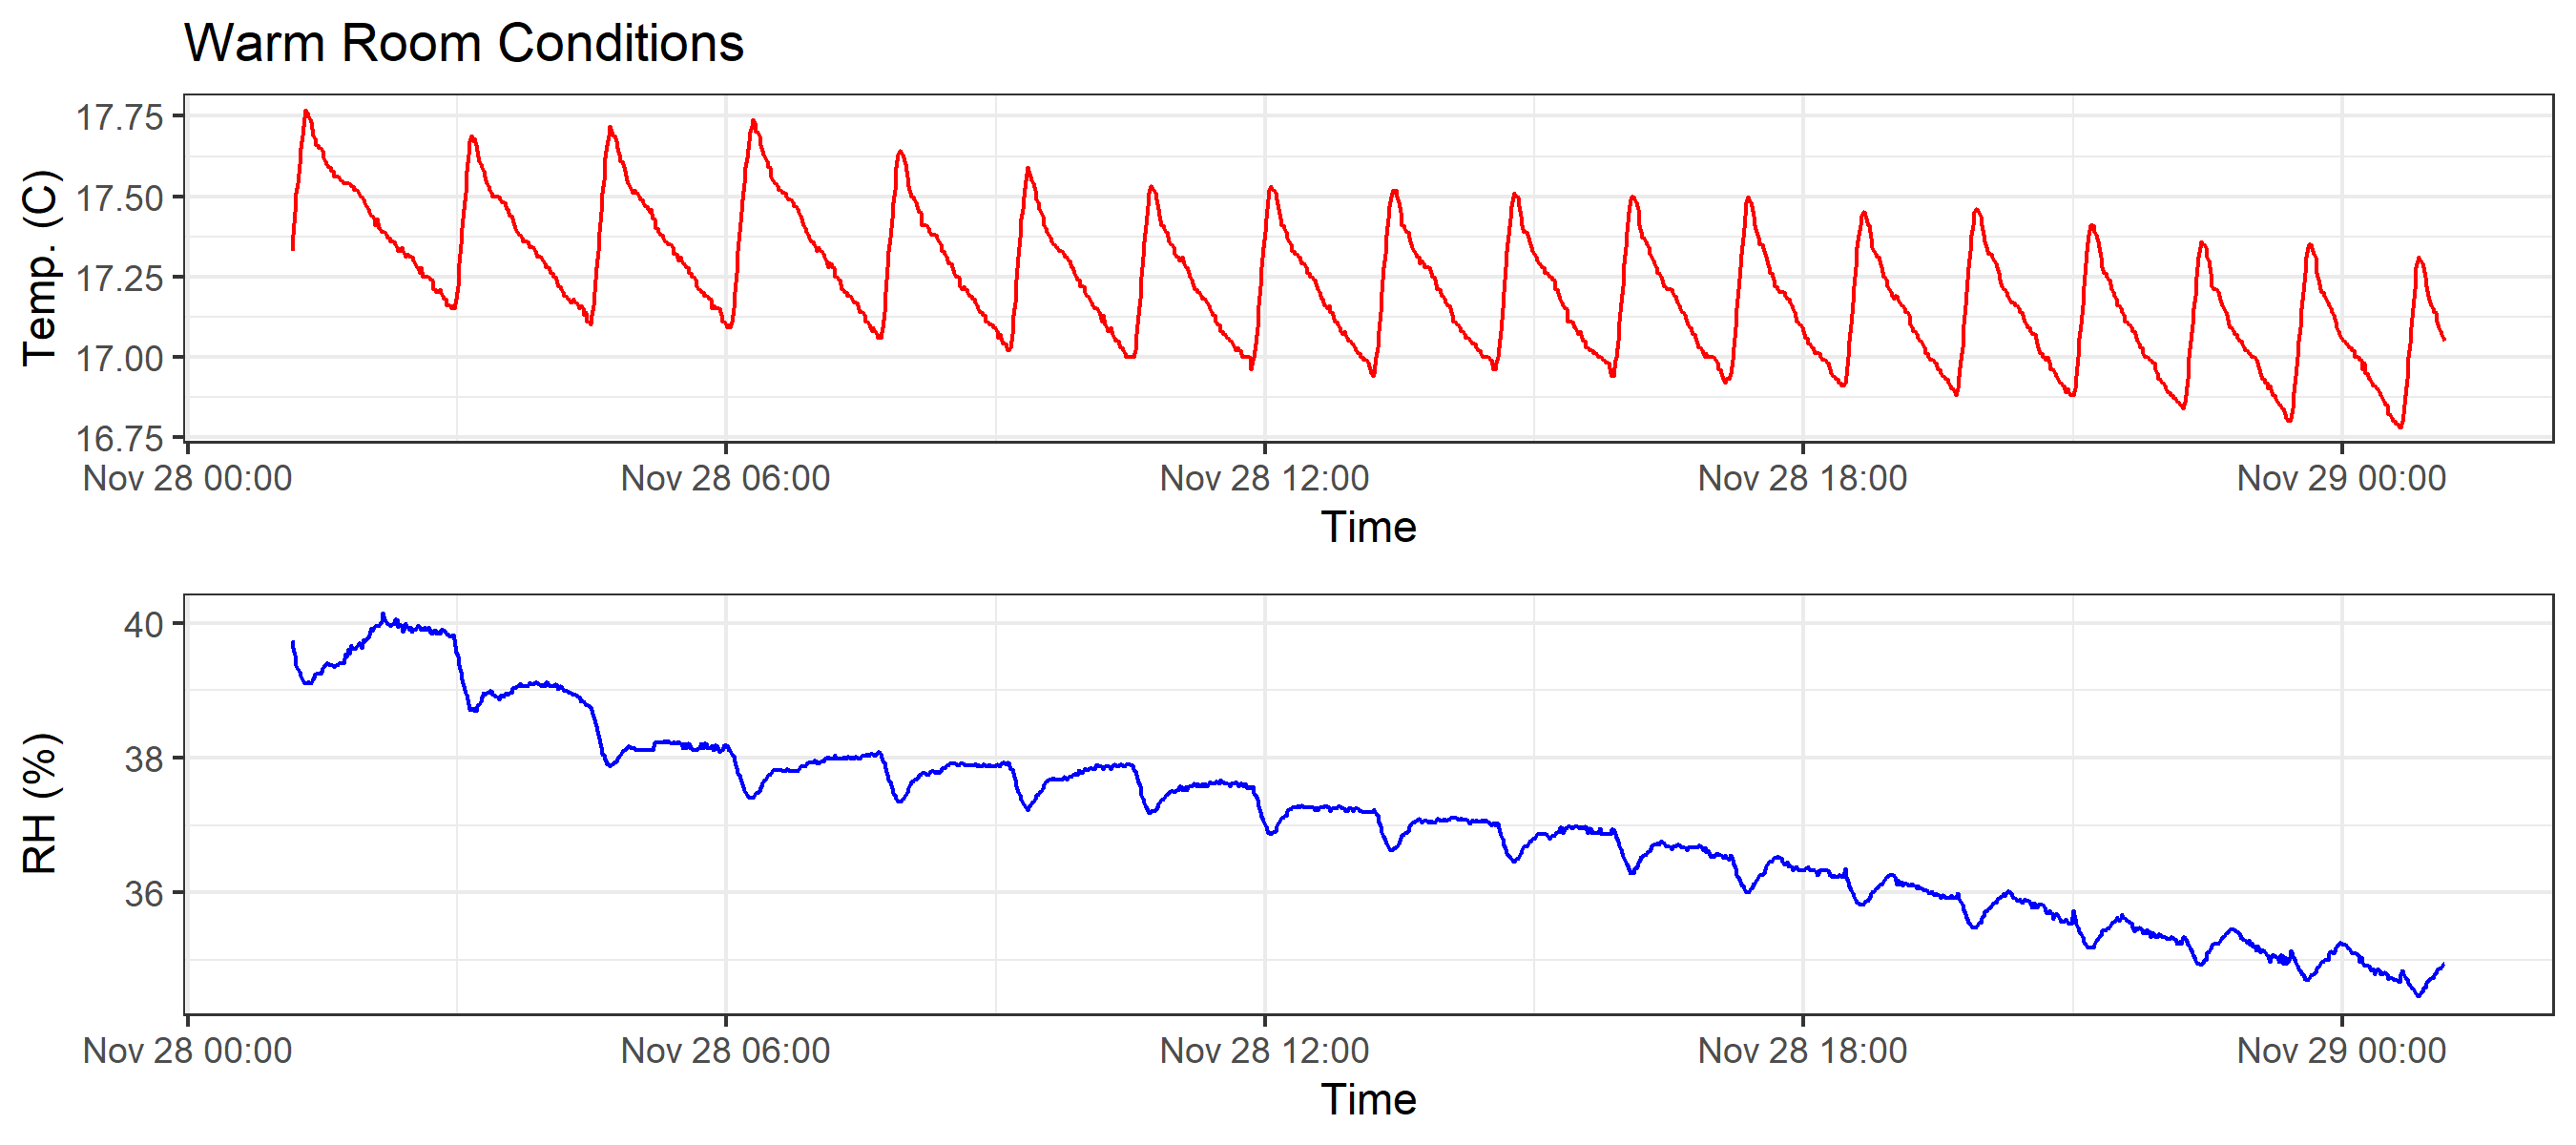 Warm Room Conditions
Temp. (C)
17.75
17.50
17.25
17.00
16.75
Nov 28 00:00 Nov 28 06:00 Nov 28 12:00 Nov 28 18:00 Nov 29 00:00
Time
RH (%)
40
38
36
Nov 28 00:00 Nov 28 06:00 Nov 28 12:00 Nov 28 18:00 Nov 29 00:00
Time